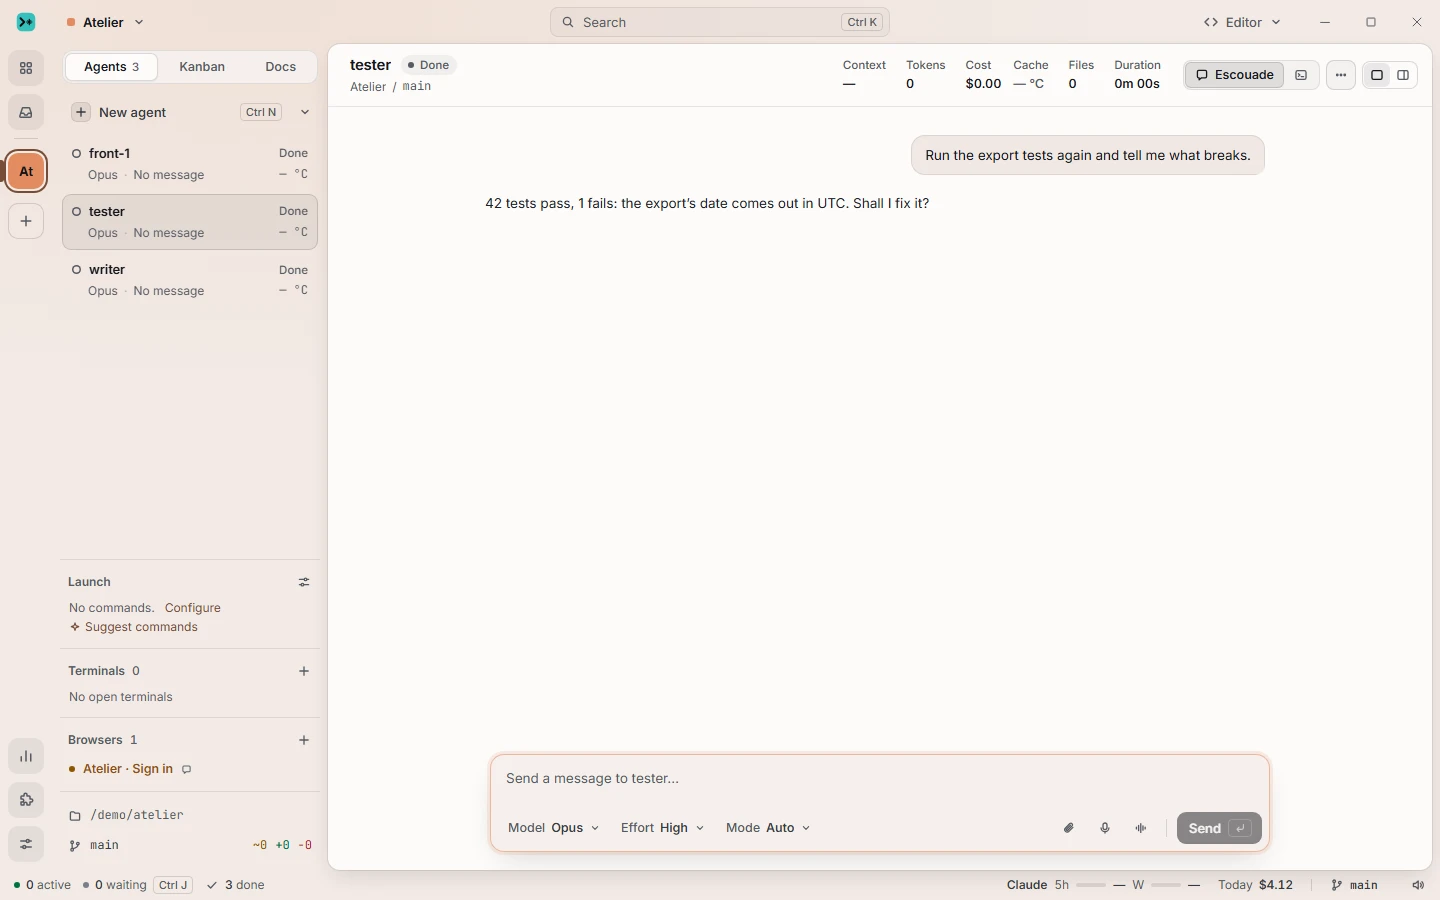 Atelier
Search Ctrl K
Editor
Agents 3 Kanban Docs
New agent Ctrl N
front-1 Done
Opus · No message – °C
tester Done
Opus · No message – °C
writer Done
Opus · No message – °C
At
Launch
No commands. Configure
Suggest commands
Terminals 0
No open terminals
Browsers 1
Atelier · Sign in
/demo/atelier
main ~0 +0 -0
tester Done
Atelier / main
Context Tokens Cost Cache Files Duration
— 0 $0.00 — °C 0 0m 00s
Escouade
Run the export tests again and tell me what breaks.
42 tests pass, 1 fails: the export’s date comes out in UTC. Shall I fix it?
Send a message to tester...
Model Opus Effort High Mode Auto Send
0 active 0 waiting Ctrl J 3 done
Claude 5h — W — Today $4.12 main